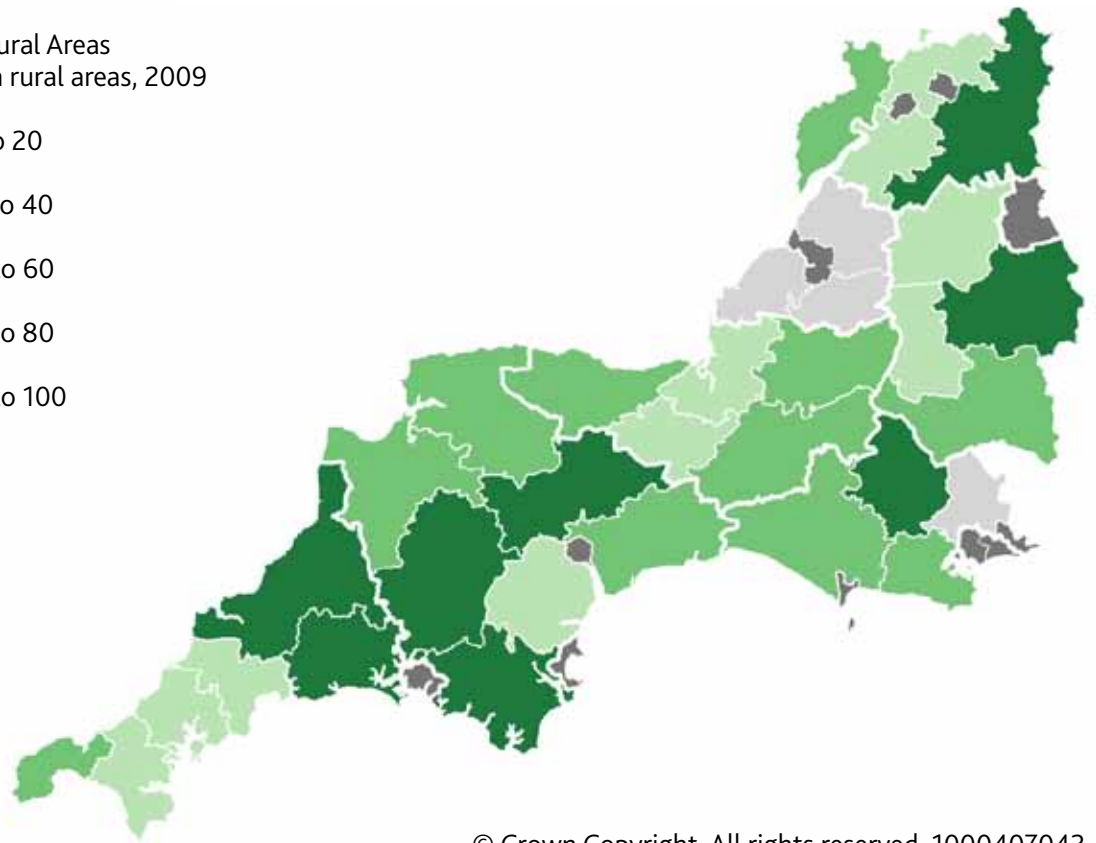 ural Areas
rural areas, 2009
20
o 40
o 60
o 80
o 100
© Crown Copyright. All rights reserved. 1000407043